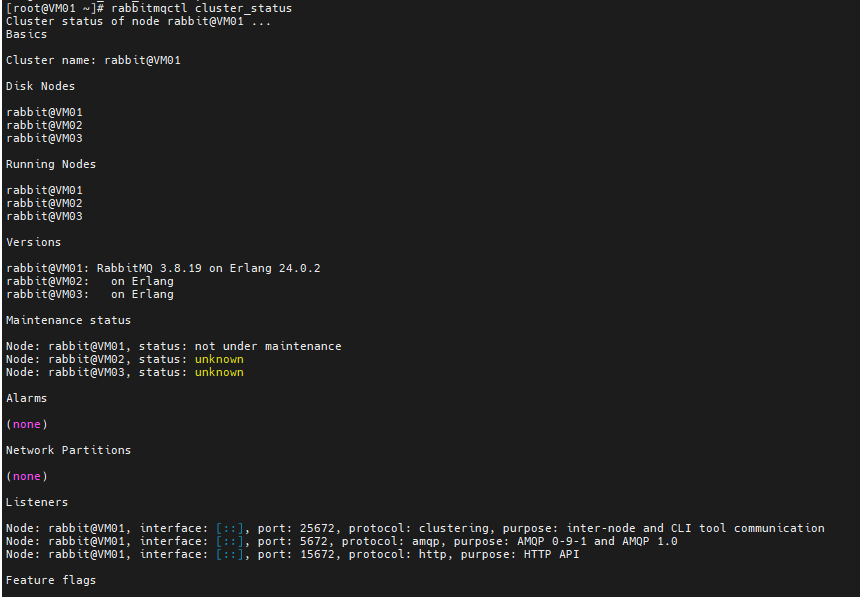 [root@VM01 ~]# rabbitmqctl cluster_status
Cluster status of node rabbit@VM01 ...
Basics
Cluster name: rabbit@VM01
Disk Nodes
rabbit@VM01
rabbit@VM02
rabbit@VM03
Running Nodes
rabbit@VM01
rabbit@VM02
rabbit@VM03
Versions
rabbit@VM01: RabbitMQ 3.8.19 on Erlang 24.0.2
rabbit@VM02:   on Erlang
rabbit@VM03:   on Erlang
Maintenance status
Node: rabbit@VM01, status: not under maintenance
Node: rabbit@VM02, status: unknown
Node: rabbit@VM03, status: unknown
Alarms
(none)
Network Partitions
(none)
Listeners
Node: rabbit@VM01, interface: [::], port: 25672, protocol: clustering, purpose: inter-node and CLI tool communication
Node: rabbit@VM01, interface: [::], port: 5672, protocol: amqp, purpose: AMQP 0-9-1 and AMQP 1.0
Node: rabbit@VM01, interface: [::], port: 15672, protocol: http, purpose: HTTP API
Feature flags